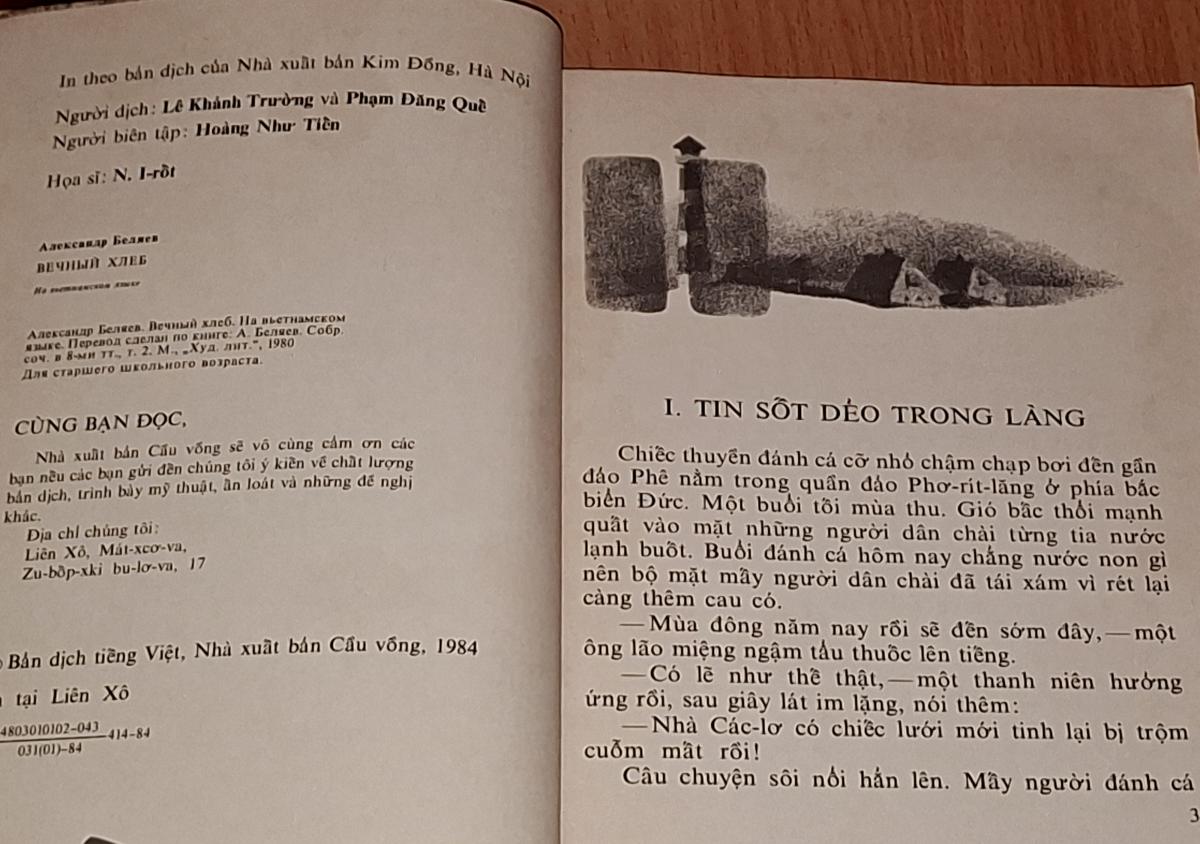 In theo bản dịch của Nhà xuất bản Kim Đồng, Hà Nội
Người dịch: Lê Khánh Trường và Phạm Đăng Quế
Người biên tập: Hoàng Như Tiến
Họa sĩ: N. I-rốt
Александр Беляев
ВЕЧНЫЙ ХЛЕБ
На вьетнамском языке
Александр Беляев. Вечный хлеб. На вьетнамском
языке. Перевод сделан по книге: А. Беляев. Собр.
соч. в 8-ми тт., т. 2. М., „Худ. лит.", 1980
Для старшего школьного возраста.
CÙNG BẠN ĐỌC,
Nhà xuất bản Cầu vồng sẽ vô cùng cảm ơn các
bạn nếu các bạn gửi đến chúng tôi ý kiến về chất lượng
bản dịch, trình bày mỹ thuật, ấn loát và những đề nghị
khác.
Địa chỉ chúng tôi:
Liên Xô, Mát-xcơ-va,
Zu-bốp-xki bu-lơ-va, 17
Bản dịch tiếng Việt, Nhà xuất bản Cầu vồng, 1984
tại Liên Xô
4803010102–043
031(01)–84
414–84
I. TIN SỐT DẺO TRONG LÀNG
Chiếc thuyền đánh cá cỡ nhỏ chậm chạp bơi đến gần
đảo Phê nằm trong quần đảo Phơ-rít-lăng ở phía bắc
biển Đức. Một buổi tối mùa thu. Gió bấc thổi mạnh
quất vào mặt những người dân chài từng tia nước
lạnh buốt. Buổi đánh cá hôm nay chẳng nước non gì
nên bộ mặt mấy người dân chài đã tái xám vì rét lại
càng thêm cau có.
—Mùa đông năm nay rồi sẽ đến sớm đây,—một
ông lão miệng ngậm tẩu thuốc lên tiếng.
—Có lẽ như thế thật,—một thanh niên hưởng
ứng rồi, sau giây lát im lặng, nói thêm:
—Nhà Các-lơ có chiếc lưới mới tinh lại bị trộm
cuỗm mất rồi!
Câu chuyện sôi nổi hẳn lên. Mấy người đánh cá
3